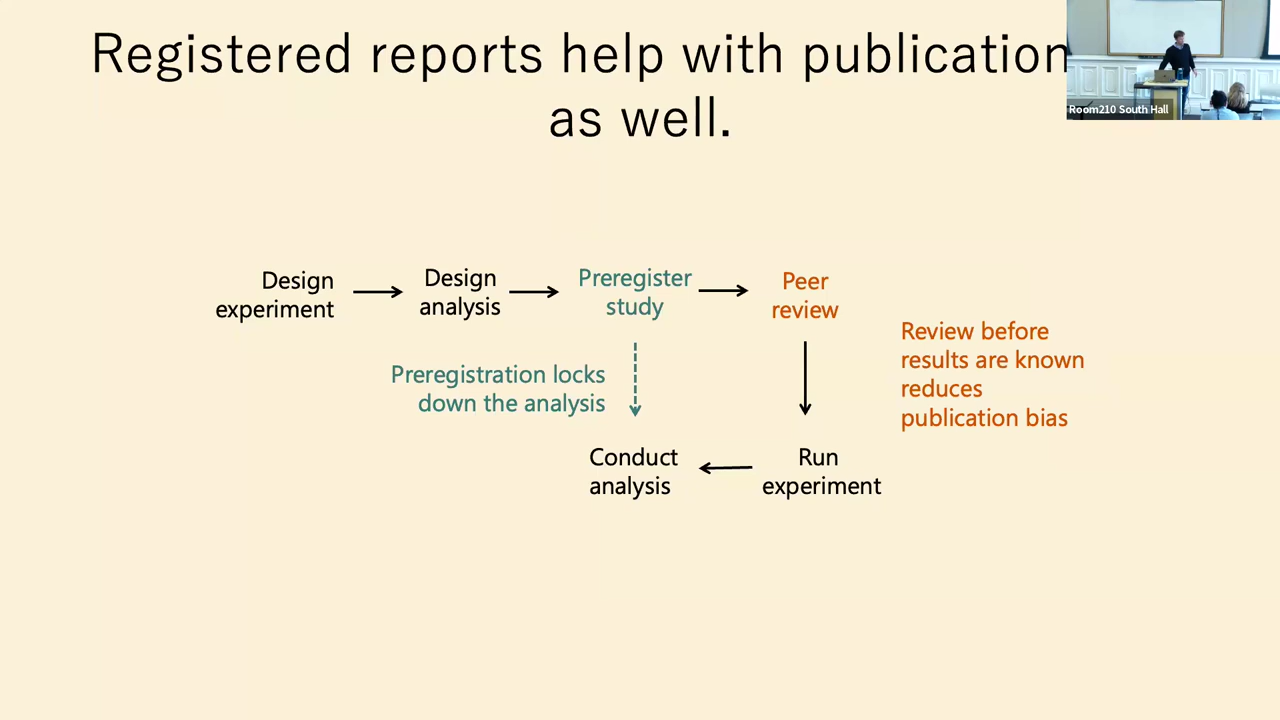 Registered reports help with publication
as well.
Room210 South Hall
Design
experiment
Design
analysis
Preregister
study
Peer
review
Review before
results are known
reduces
publication bias
Preregistration locks
down the analysis
Conduct
analysis
Run
experiment